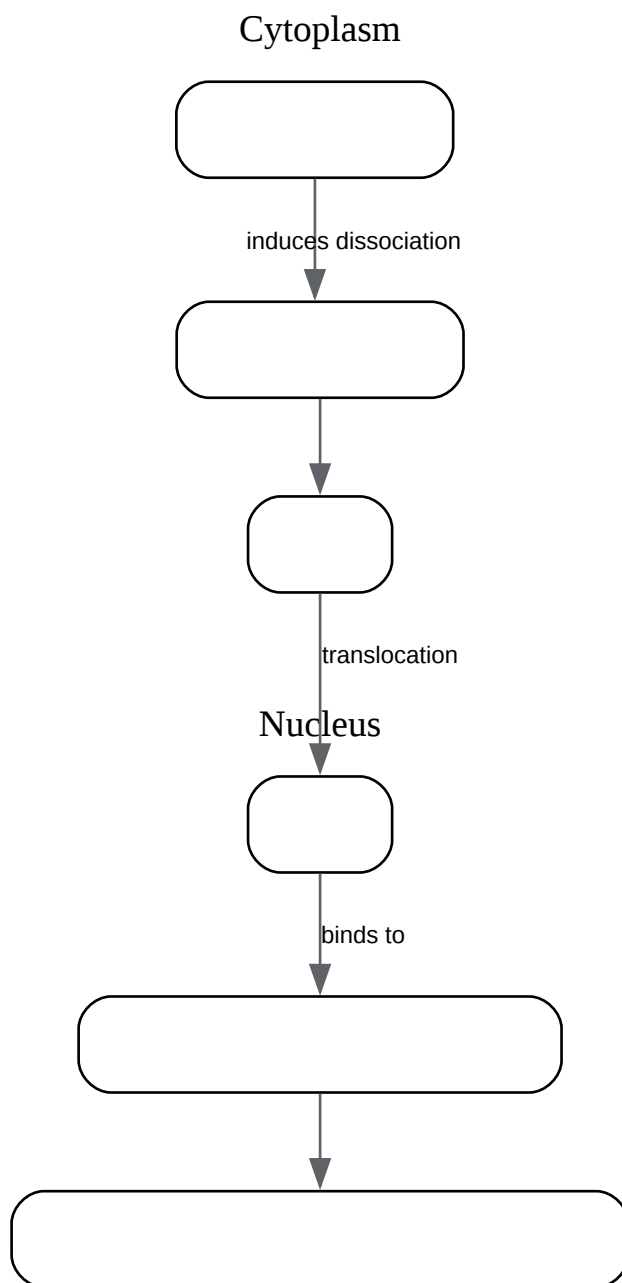 Cytoplasm
induces dissociation
translocation
Nucleus
binds to